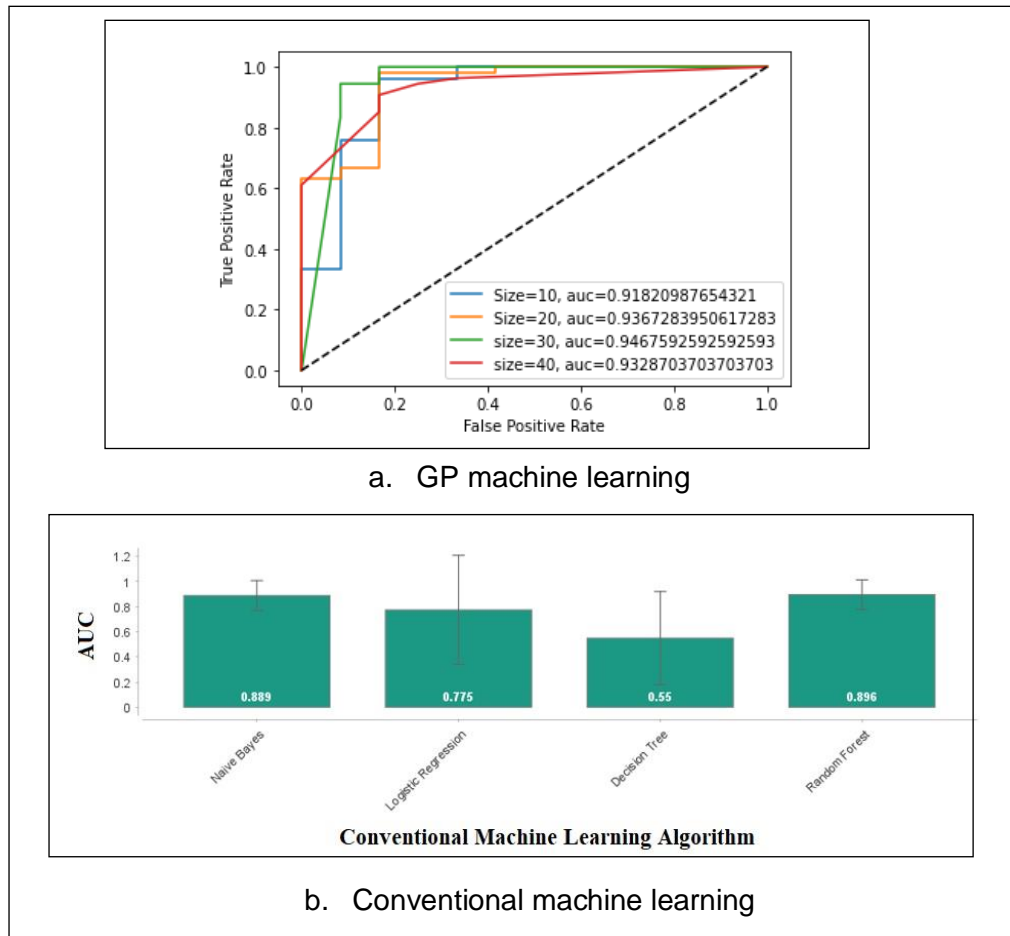 1.0
0.8
0.6
0.4
0.2
0.0
True Positive Rate
Size=10, auc=0.91820987654321
Size=20, auc=0.9367283950617283
size=30, auc=0.9467592592592593
size=40, auc=0.9328703703703703
0.0 0.2 0.4 0.6 0.8 1.0
False Positive Rate
a. GP machine learning
1.2
1
0.8
0.6
0.4
0.2
0
AUC
0.889 0.775 0.55 0.896
Naive Bayes Logistic Regression Decision Tree Random Forest
Conventional Machine Learning Algorithm
b. Conventional machine learning